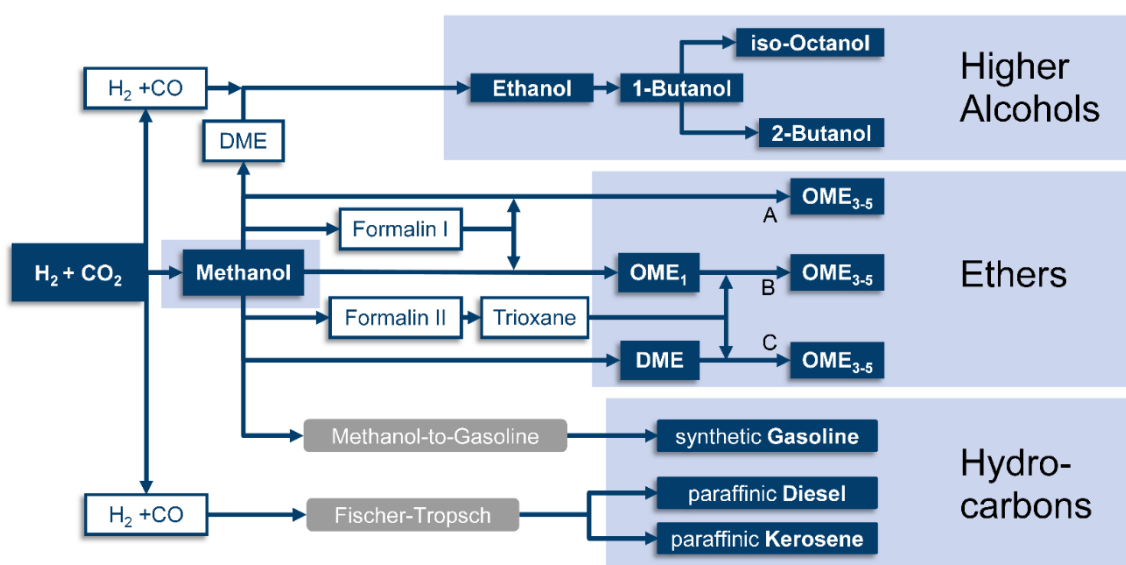 iso-Octanol
Higher
Alcohols
H₂ +CO
Ethanol
1-Butanol
DME
2-Butanol
OME₃₋₅
A
Formalin I
H₂ + CO₂
Methanol
OME₁
B
OME₃₋₅
Ethers
Formalin II
Trioxane
C
DME
OME₃₋₅
Methanol-to-Gasoline
synthetic Gasoline
Hydro-
carbons
paraffinic Diesel
H₂ +CO
Fischer-Tropsch
paraffinic Kerosene